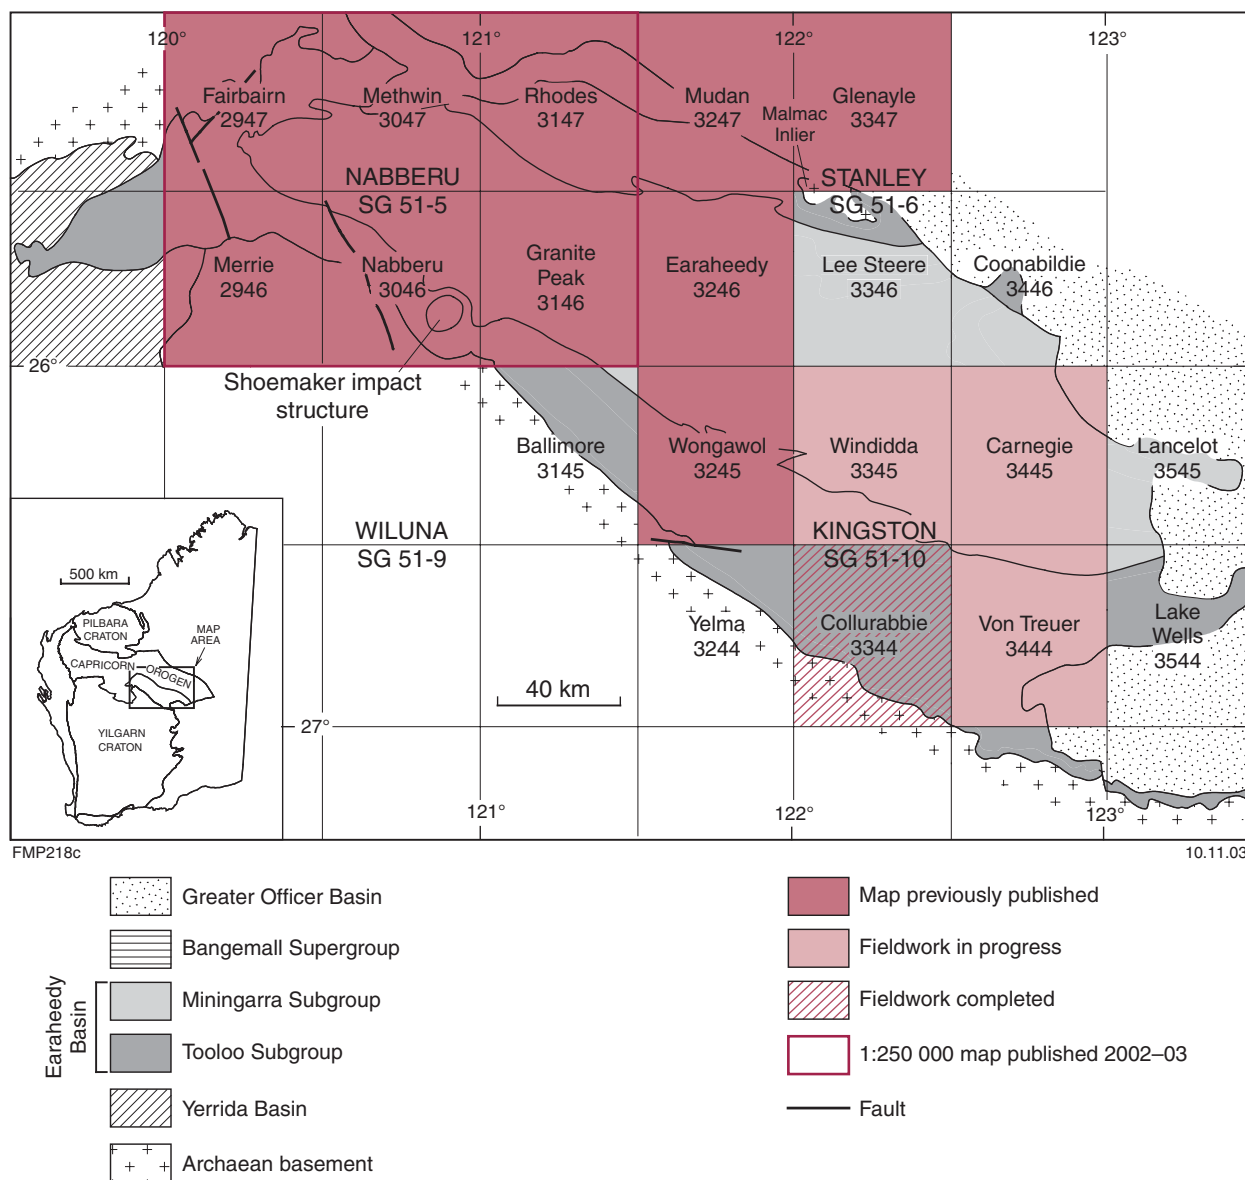 120°
121°
122°
123°
Fairbairn
2947
Methwin
3047
Rhodes
3147
Mudan
3247
Glenayle
3347
Malmac
Inlier
NABBERU
SG 51-5
STANLEY
SG 51-6
Merrie
2946
Nabberu
3046
Granite
Peak
3146
Earaheedy
3246
Lee Steere
3346
Coonabildie
3446
26°
Shoemaker impact
structure
Ballimore
3145
Wongawol
3245
Windidda
3345
Carnegie
3445
Lancelot
3545
WILUNA
SG 51-9
KINGSTON
SG 51-10
Yelma
3244
Collurabbie
3344
Von Treuer
3444
Lake
Wells
3544
40 km
27°
121°
122°
123°
500 km
PILBARA
CRATON
MAP
AREA
CAPRICORN
OROGEN
YILGARN
CRATON
FMP218c
10.11.03
Greater Officer Basin
Bangemall Supergroup
Earaheedy
Basin
Miningarra Subgroup
Tooloo Subgroup
Yerrida Basin
Archaean basement
Map previously published
Fieldwork in progress
Fieldwork completed
1:250 000 map published 2002–03
Fault